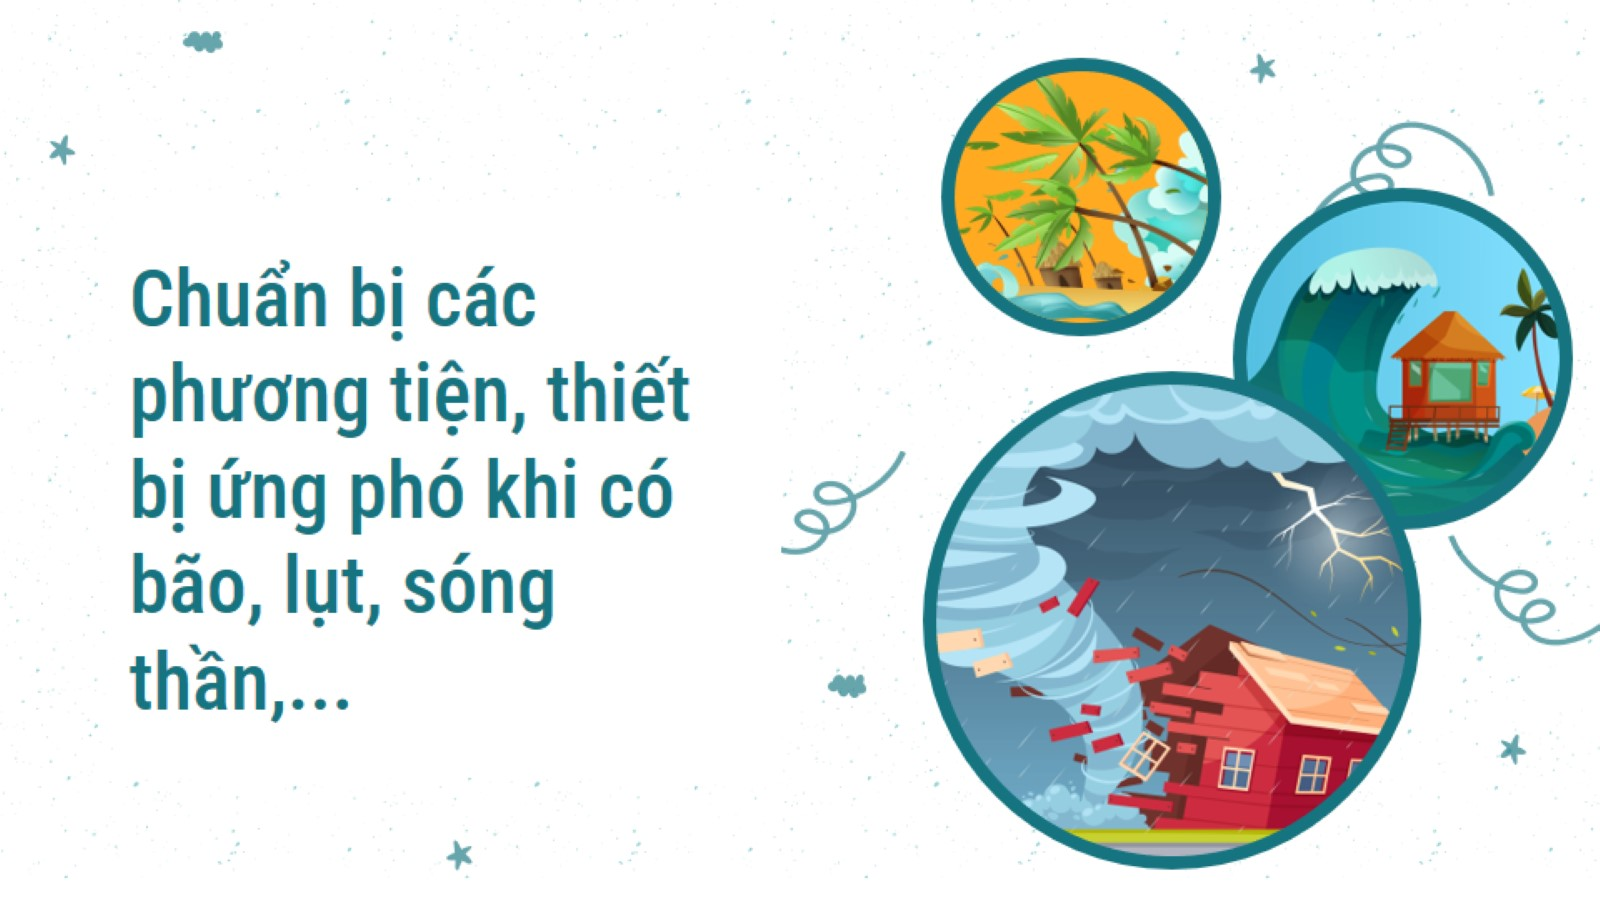 Chuẩn bị các
phương tiện, thiết
bị ứng phó khi có
bão, lụt, sóng
thần,...